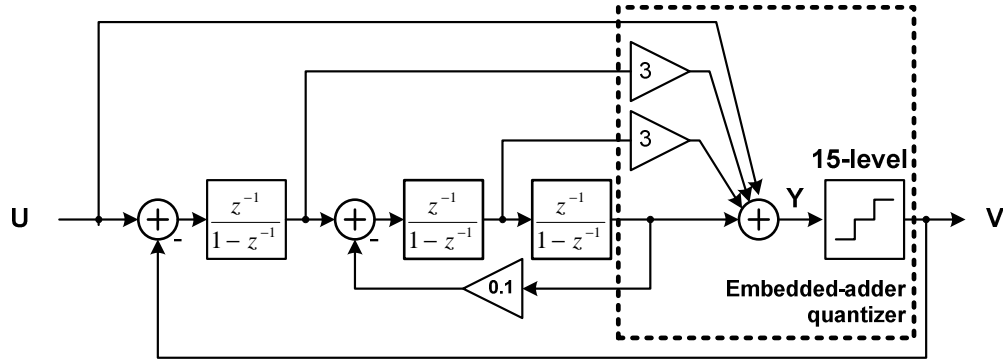 3
3
15-level
U
+
-
z⁻¹
1 − z⁻¹
+
-
z⁻¹
1 − z⁻¹
z⁻¹
1 − z⁻¹
+
Y
V
0.1
Embedded-adder
quantizer